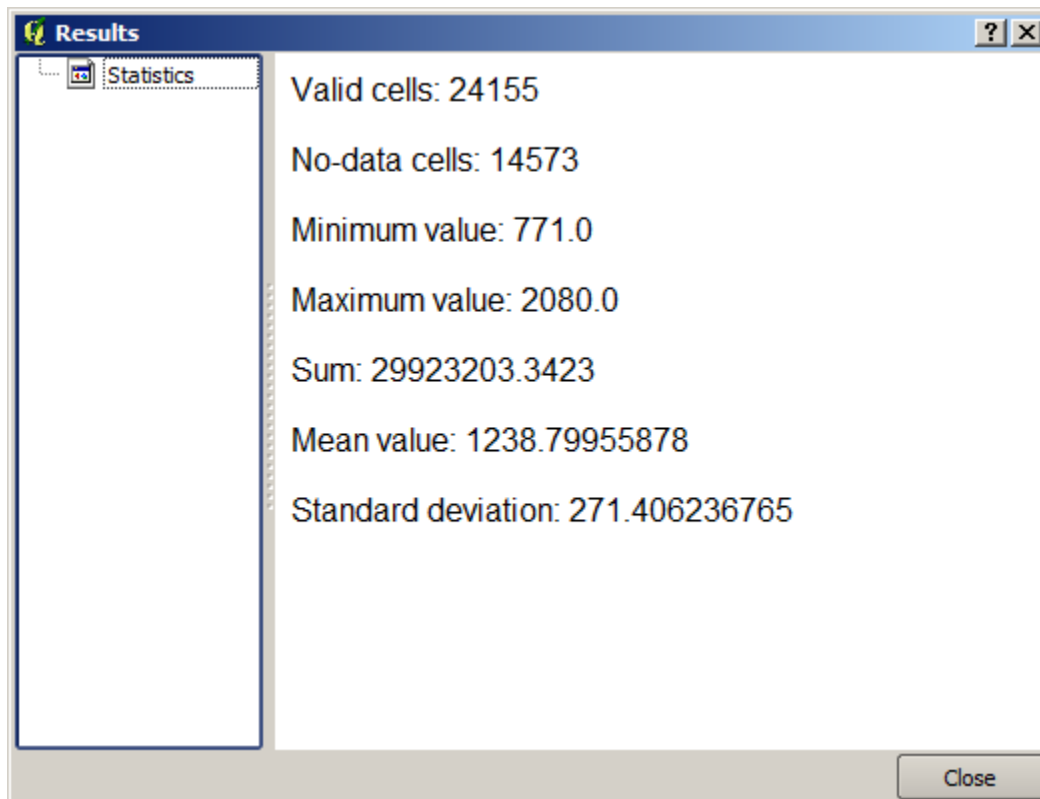 Results
Statistics
Valid cells: 24155
No-data cells: 14573
Minimum value: 771.0
Maximum value: 2080.0
Sum: 29923203.3423
Mean value: 1238.79955878
Standard deviation: 271.406236765
Close